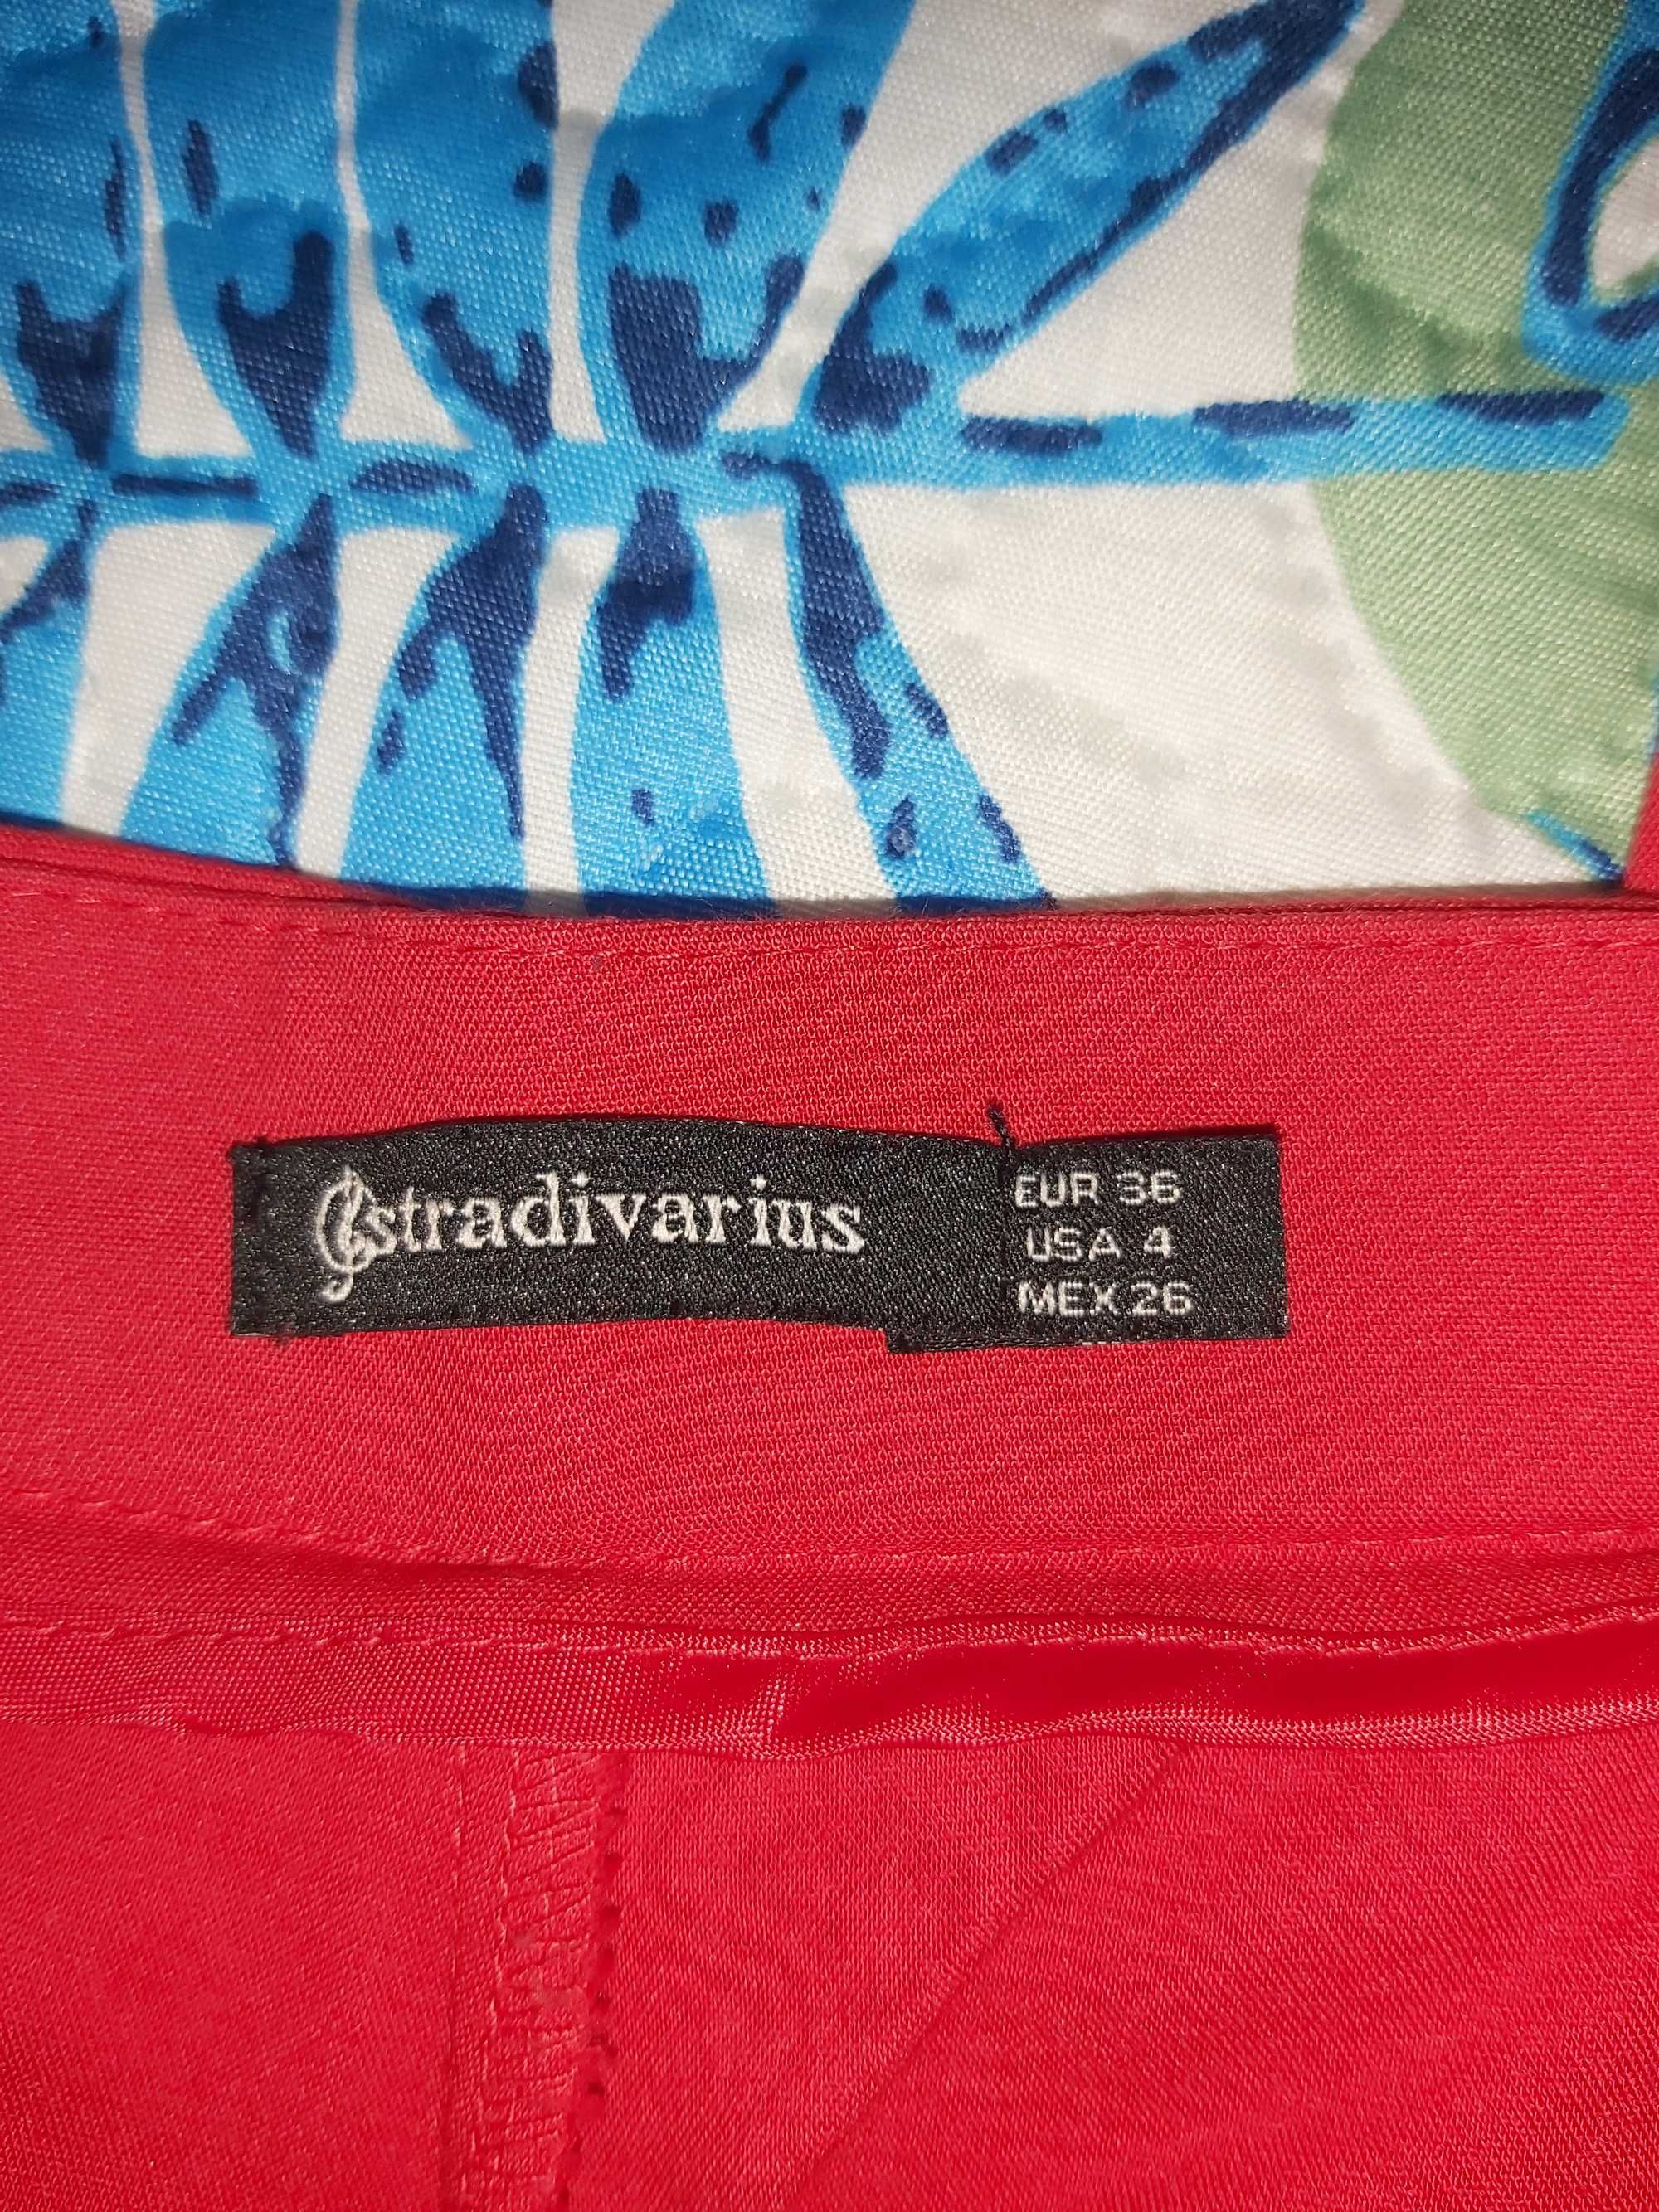 stradivarius
EUR 36
USA 4
MEX 26